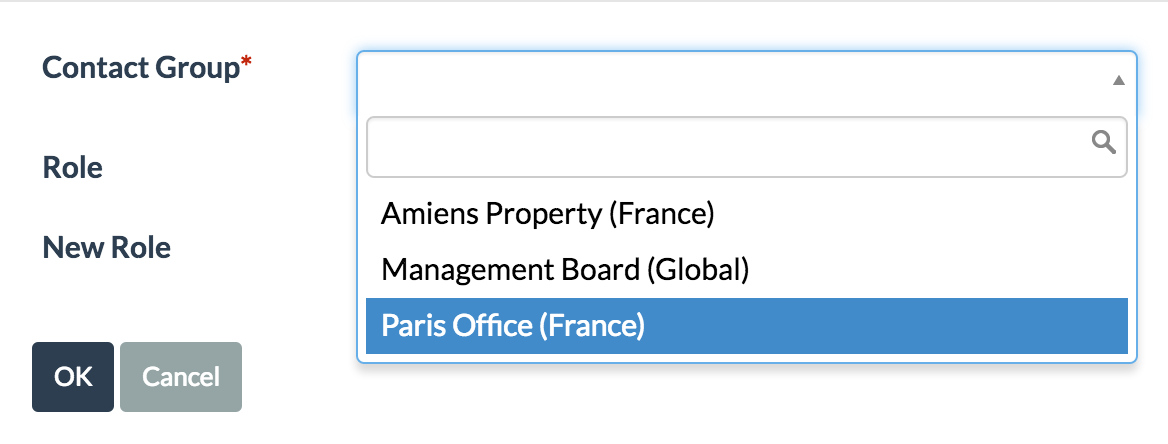 Contact Group*
Amiens Property (France)
Management Board (Global)
Paris Office (France)
Role
New Role
OK
Cancel